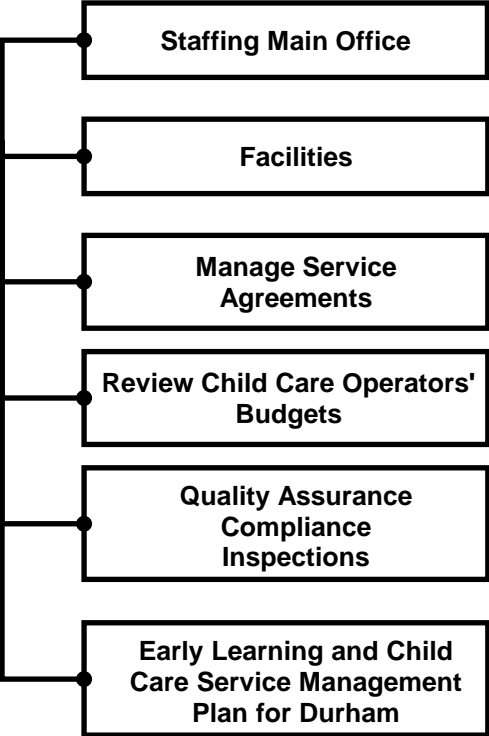 Staffing Main Office
Facilities
Manage Service
Agreements
Review Child Care Operators'
Budgets
Quality Assurance
Compliance
Inspections
Early Learning and Child
Care Service Management
Plan for Durham